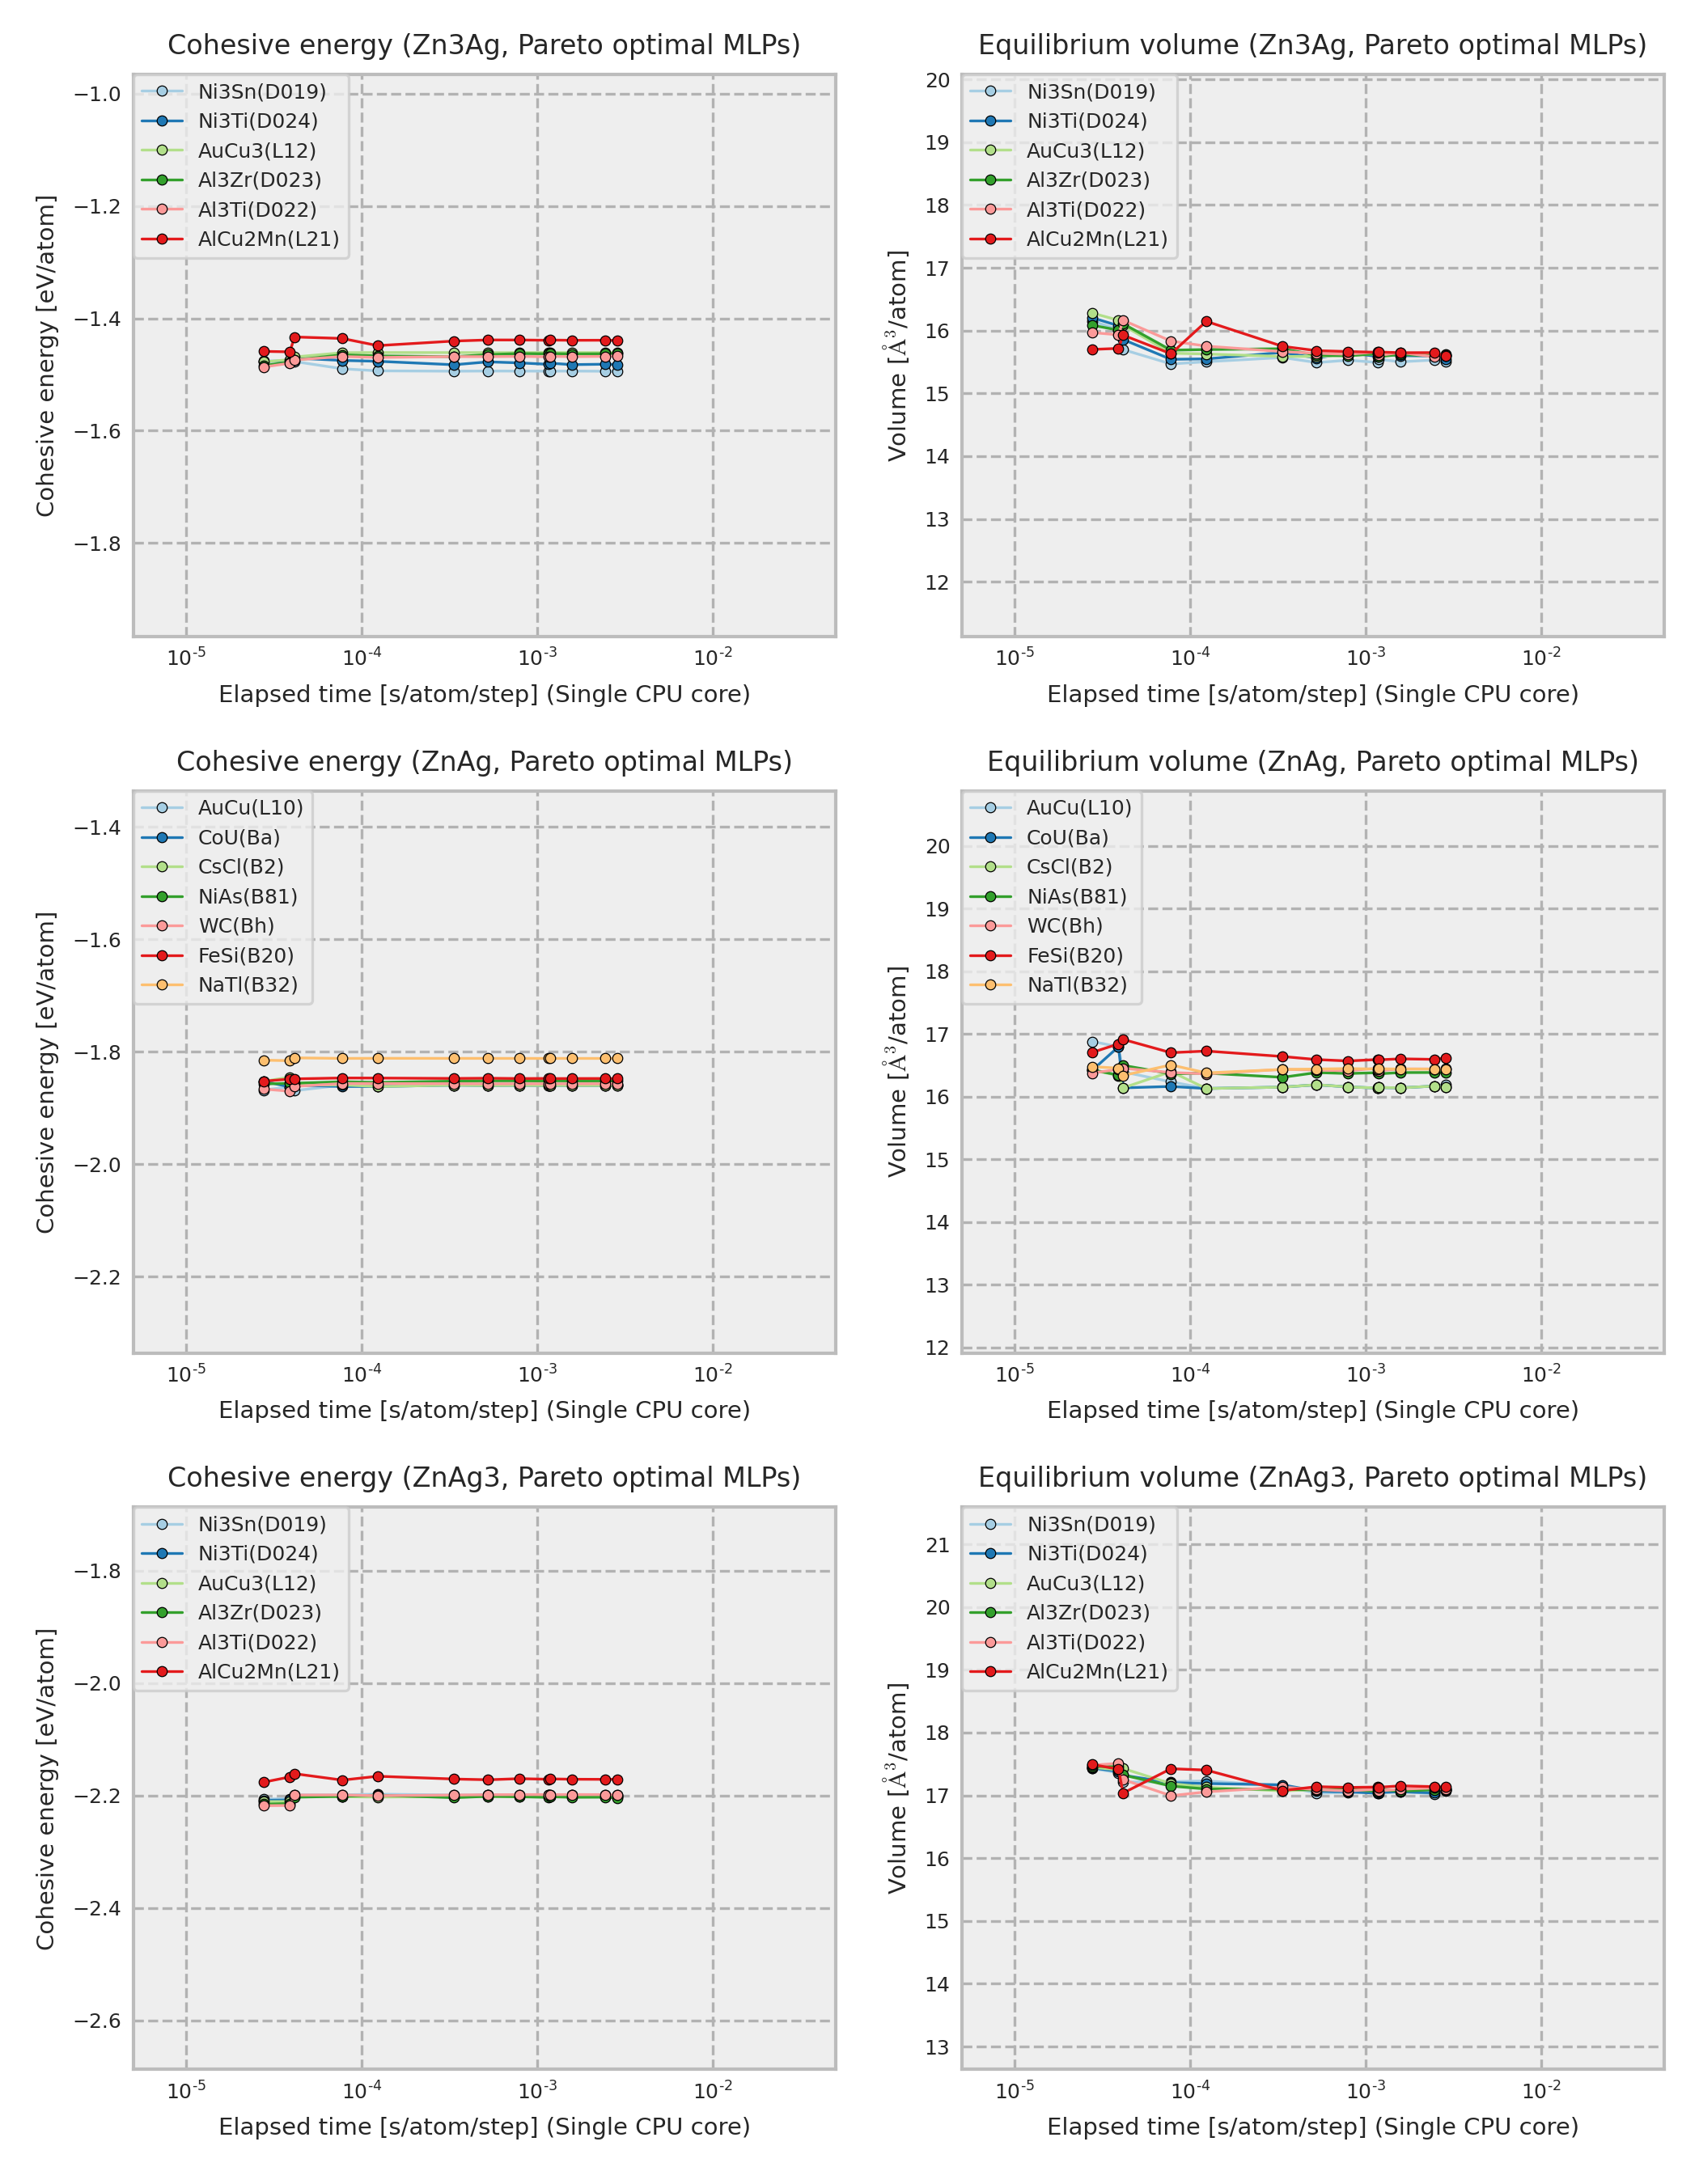 Cohesive energy (Zn3Ag, Pareto optimal MLPs)
Cohesive energy [eV/atom]
−1.0
−1.2
−1.4
−1.6
−1.8
Ni3Sn(D019)
Ni3Ti(D024)
AuCu3(L12)
Al3Zr(D023)
Al3Ti(D022)
AlCu2Mn(L21)
10-5 10-4 10-3 10-2
Elapsed time [s/atom/step] (Single CPU core)
Equilibrium volume (Zn3Ag, Pareto optimal MLPs)
Volume [Å3/atom]
20
19
18
17
16
15
14
13
12
Ni3Sn(D019)
Ni3Ti(D024)
AuCu3(L12)
Al3Zr(D023)
Al3Ti(D022)
AlCu2Mn(L21)
10-5 10-4 10-3 10-2
Elapsed time [s/atom/step] (Single CPU core)
Cohesive energy (ZnAg, Pareto optimal MLPs)
Cohesive energy [eV/atom]
−1.4
−1.6
−1.8
−2.0
−2.2
AuCu(L10)
CoU(Ba)
CsCl(B2)
NiAs(B81)
WC(Bh)
FeSi(B20)
NaTl(B32)
10-5 10-4 10-3 10-2
Elapsed time [s/atom/step] (Single CPU core)
Equilibrium volume (ZnAg, Pareto optimal MLPs)
Volume [Å3/atom]
20
19
18
17
16
15
14
13
12
AuCu(L10)
CoU(Ba)
CsCl(B2)
NiAs(B81)
WC(Bh)
FeSi(B20)
NaTl(B32)
10-5 10-4 10-3 10-2
Elapsed time [s/atom/step] (Single CPU core)
Cohesive energy (ZnAg3, Pareto optimal MLPs)
Cohesive energy [eV/atom]
−1.8
−2.0
−2.2
−2.4
−2.6
Ni3Sn(D019)
Ni3Ti(D024)
AuCu3(L12)
Al3Zr(D023)
Al3Ti(D022)
AlCu2Mn(L21)
10-5 10-4 10-3 10-2
Elapsed time [s/atom/step] (Single CPU core)
Equilibrium volume (ZnAg3, Pareto optimal MLPs)
Volume [Å3/atom]
21
20
19
18
17
16
15
14
13
Ni3Sn(D019)
Ni3Ti(D024)
AuCu3(L12)
Al3Zr(D023)
Al3Ti(D022)
AlCu2Mn(L21)
10-5 10-4 10-3 10-2
Elapsed time [s/atom/step] (Single CPU core)